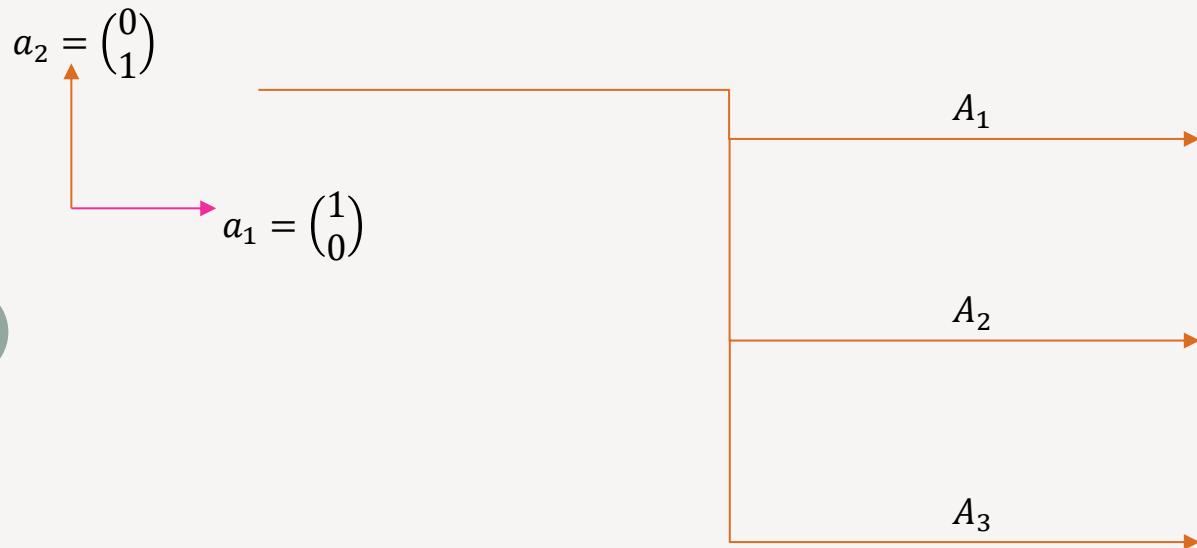 a₂ = (0 1)
a₁ = (1 0)
A₁
A₂
A₃